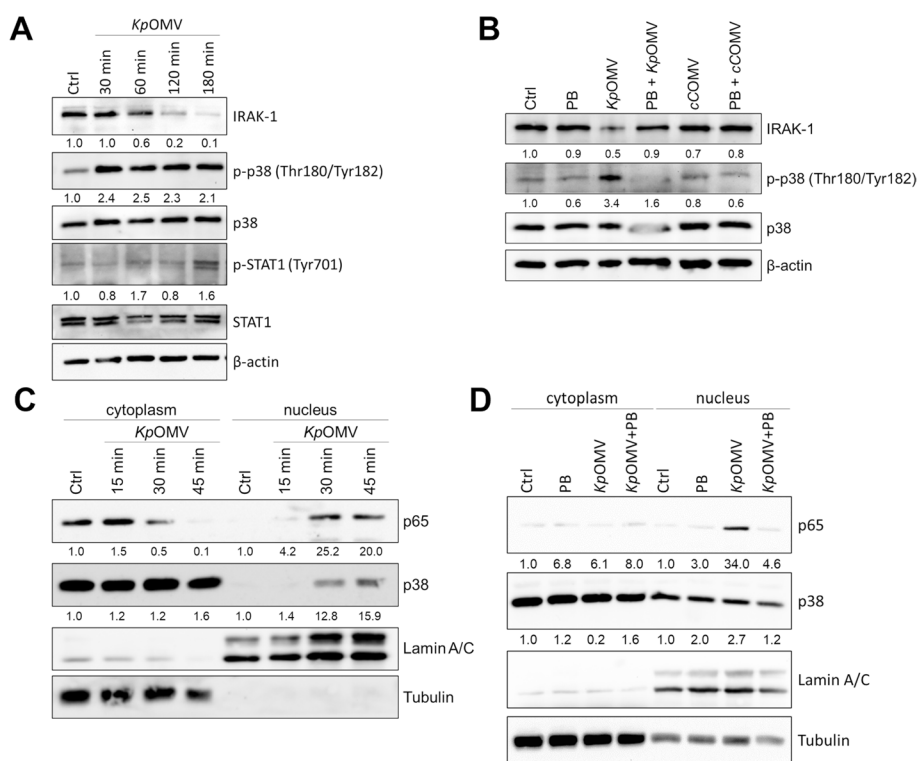 A
KpOMV
Ctrl
30 min
60 min
120 min
180 min
IRAK-1
1.0 1.0 0.6 0.2 0.1
p-p38 (Thr180/Tyr182)
1.0 2.4 2.5 2.3 2.1
p38
p-STAT1 (Tyr701)
1.0 0.8 1.7 0.8 1.6
STAT1
β-actin
B
Ctrl
PB
KpOMV
PB + KpOMV
cCOMV
PB + cCOMV
IRAK-1
1.0 0.9 0.5 0.9 0.7 0.8
p-p38 (Thr180/Tyr182)
1.0 0.6 3.4 1.6 0.8 0.6
p38
β-actin
C
cytoplasm nucleus
KpOMV KpOMV
Ctrl
15 min
30 min
45 min
Ctrl
15 min
30 min
45 min
p65
1.0 1.5 0.5 0.1 1.0 4.2 25.2 20.0
p38
1.0 1.2 1.2 1.6 1.0 1.4 12.8 15.9
Lamin A/C
Tubulin
D
cytoplasm nucleus
Ctrl
PB
KpOMV
KpOMV+PB
Ctrl
PB
KpOMV
KpOMV+PB
p65
1.0 6.8 6.1 8.0 1.0 3.0 34.0 4.6
p38
1.0 1.2 0.2 1.6 1.0 2.0 2.7 1.2
Lamin A/C
Tubulin